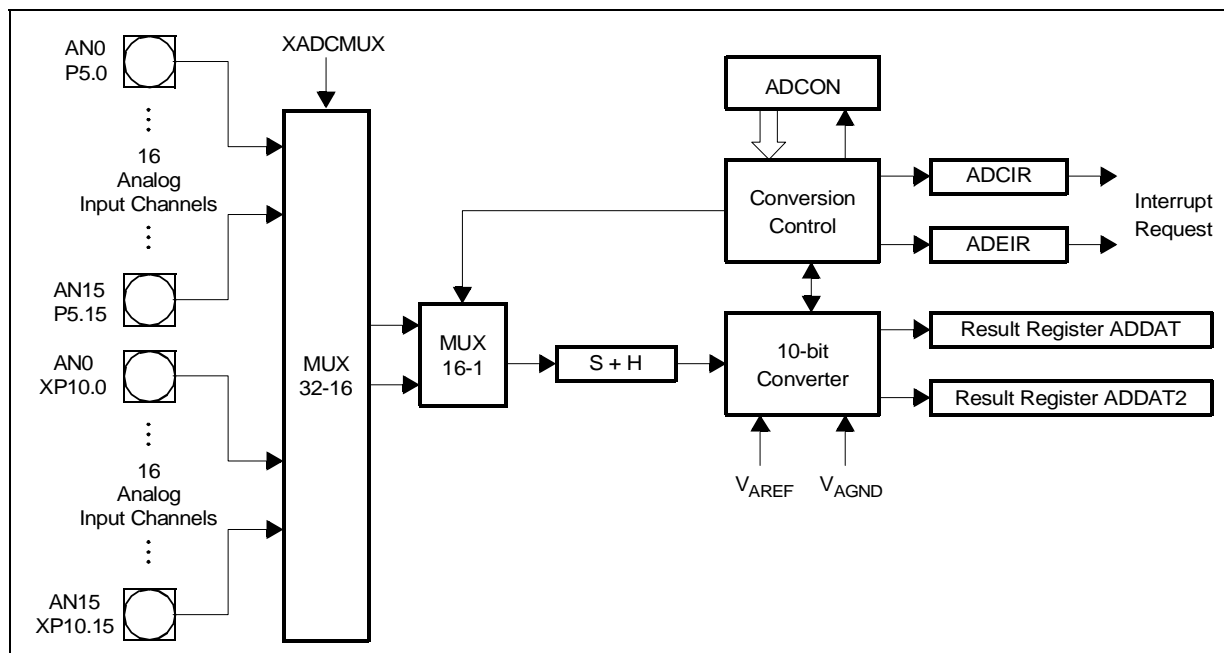 AN0
P5.0
16
Analog
Input Channels
AN15
P5.15
AN0
XP10.0
16
Analog
Input Channels
AN15
XP10.15
XADCMUX
MUX
32-16
MUX
16-1
S + H
ADCON
Conversion
Control
10-bit
Converter
VAREF
VAGND
ADCIR
ADEIR
Interrupt
Request
Result Register ADDAT
Result Register ADDAT2